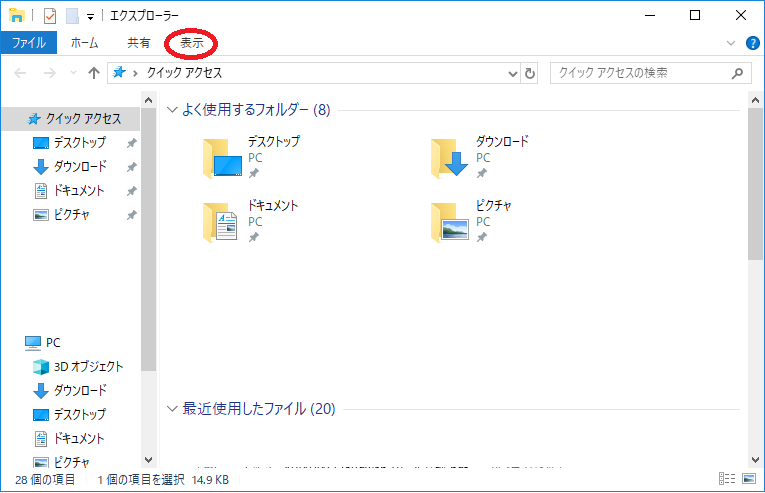 エクスプローラー
ファイル ホーム 共有 表示
クイック アクセス クイック アクセスの検索
クイック アクセス
デスクトップ
ダウンロード
ドキュメント
ピクチャ
PC
3D オブジェクト
ダウンロード
デスクトップ
ドキュメント
ピクチャ
よく使用するフォルダー (8)
デスクトップ
PC
ダウンロード
PC
ドキュメント
PC
ピクチャ
PC
最近使用したファイル (20)
28 個の項目 1 個の項目を選択 14.9 KB